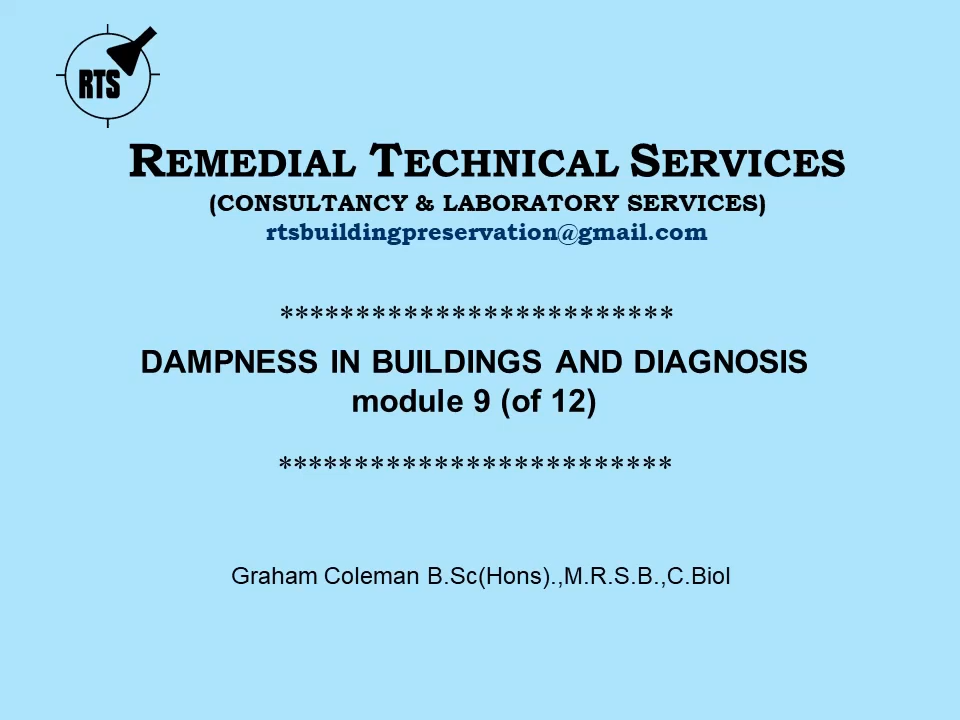 RTS
REMEDIAL TECHNICAL SERVICES
(CONSULTANCY & LABORATORY SERVICES)
rtsbuildingpreservation@gmail.com
*************************
DAMPNESS IN BUILDINGS AND DIAGNOSIS
module 9 (of 12)
*************************
Graham Coleman B.Sc(Hons).,M.R.S.B.,C.Biol